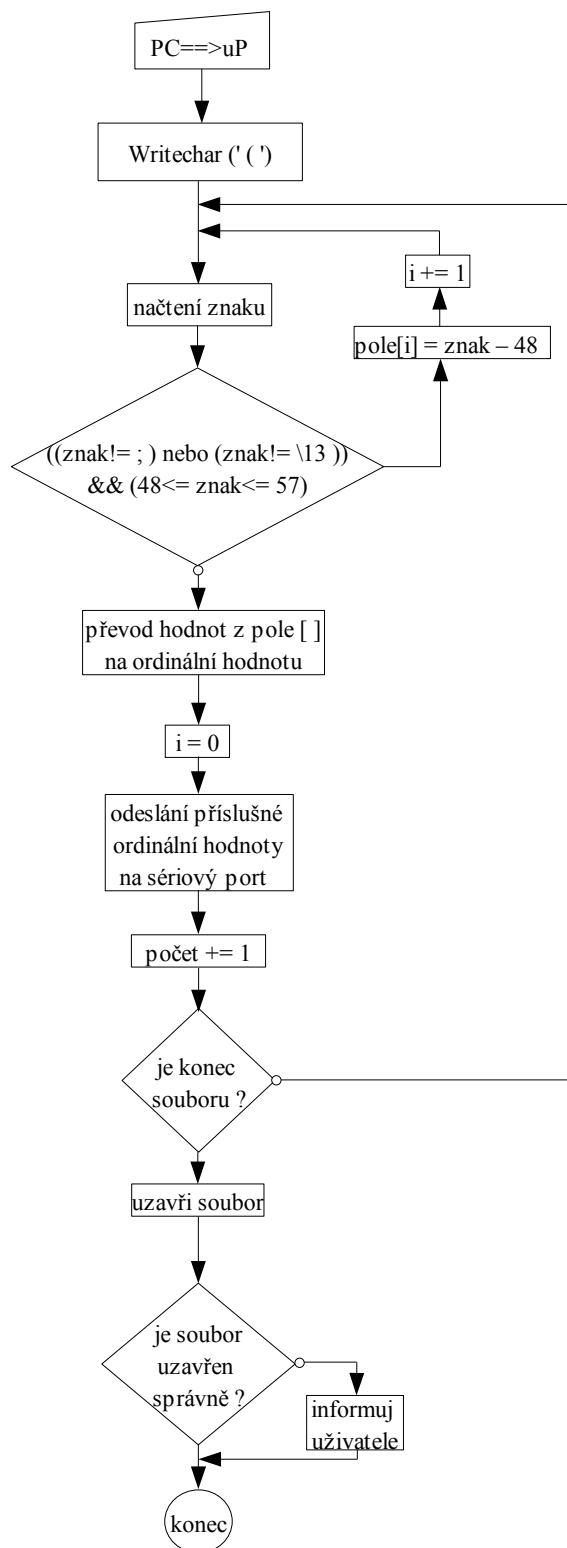 PC==>uP
Writechar (' ( ')
i += 1
načtení znaku
pole[i] = znak – 48
((znak!= ; ) nebo (znak!= \13 ))
&& (48<= znak<= 57)
převod hodnot z pole [ ]
na ordinální hodnotu
i = 0
odeslání příslušné
ordinální hodnoty
na sériový port
počet += 1
je konec
souboru ?
uzavři soubor
je soubor
uzavřen
správně ?
informuj
uživatele
konec